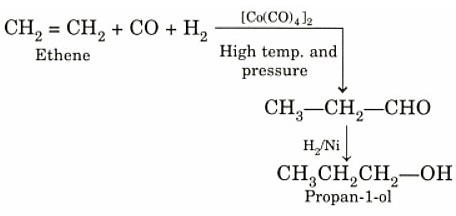 CH₂ = CH₂ + CO + H₂
Ethene
[Co(CO)₄]₂
High temp. and
pressure
CH₃—CH₂—CHO
H₂/Ni
CH₃CH₂CH₂—OH
Propan-1-ol